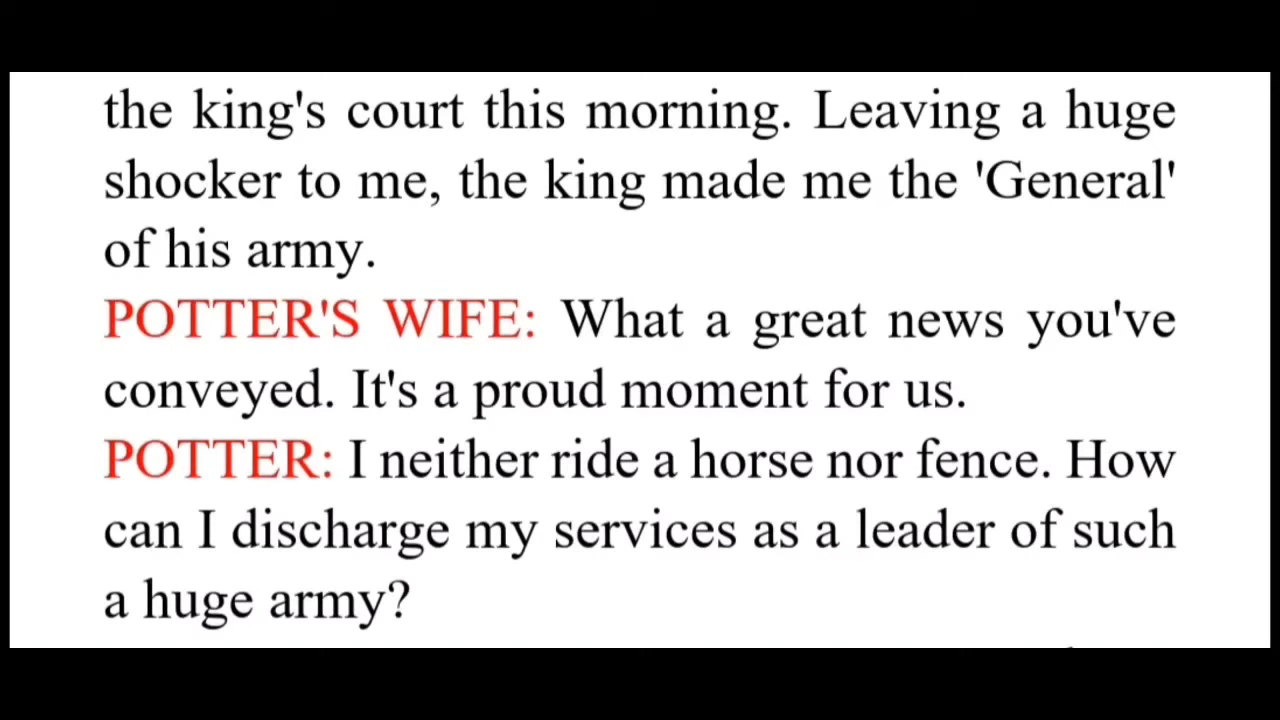 the king's court this morning. Leaving a huge
shocker to me, the king made me the 'General'
of his army.
POTTER'S WIFE: What a great news you've
conveyed. It's a proud moment for us.
POTTER: I neither ride a horse nor fence. How
can I discharge my services as a leader of such
a huge army?